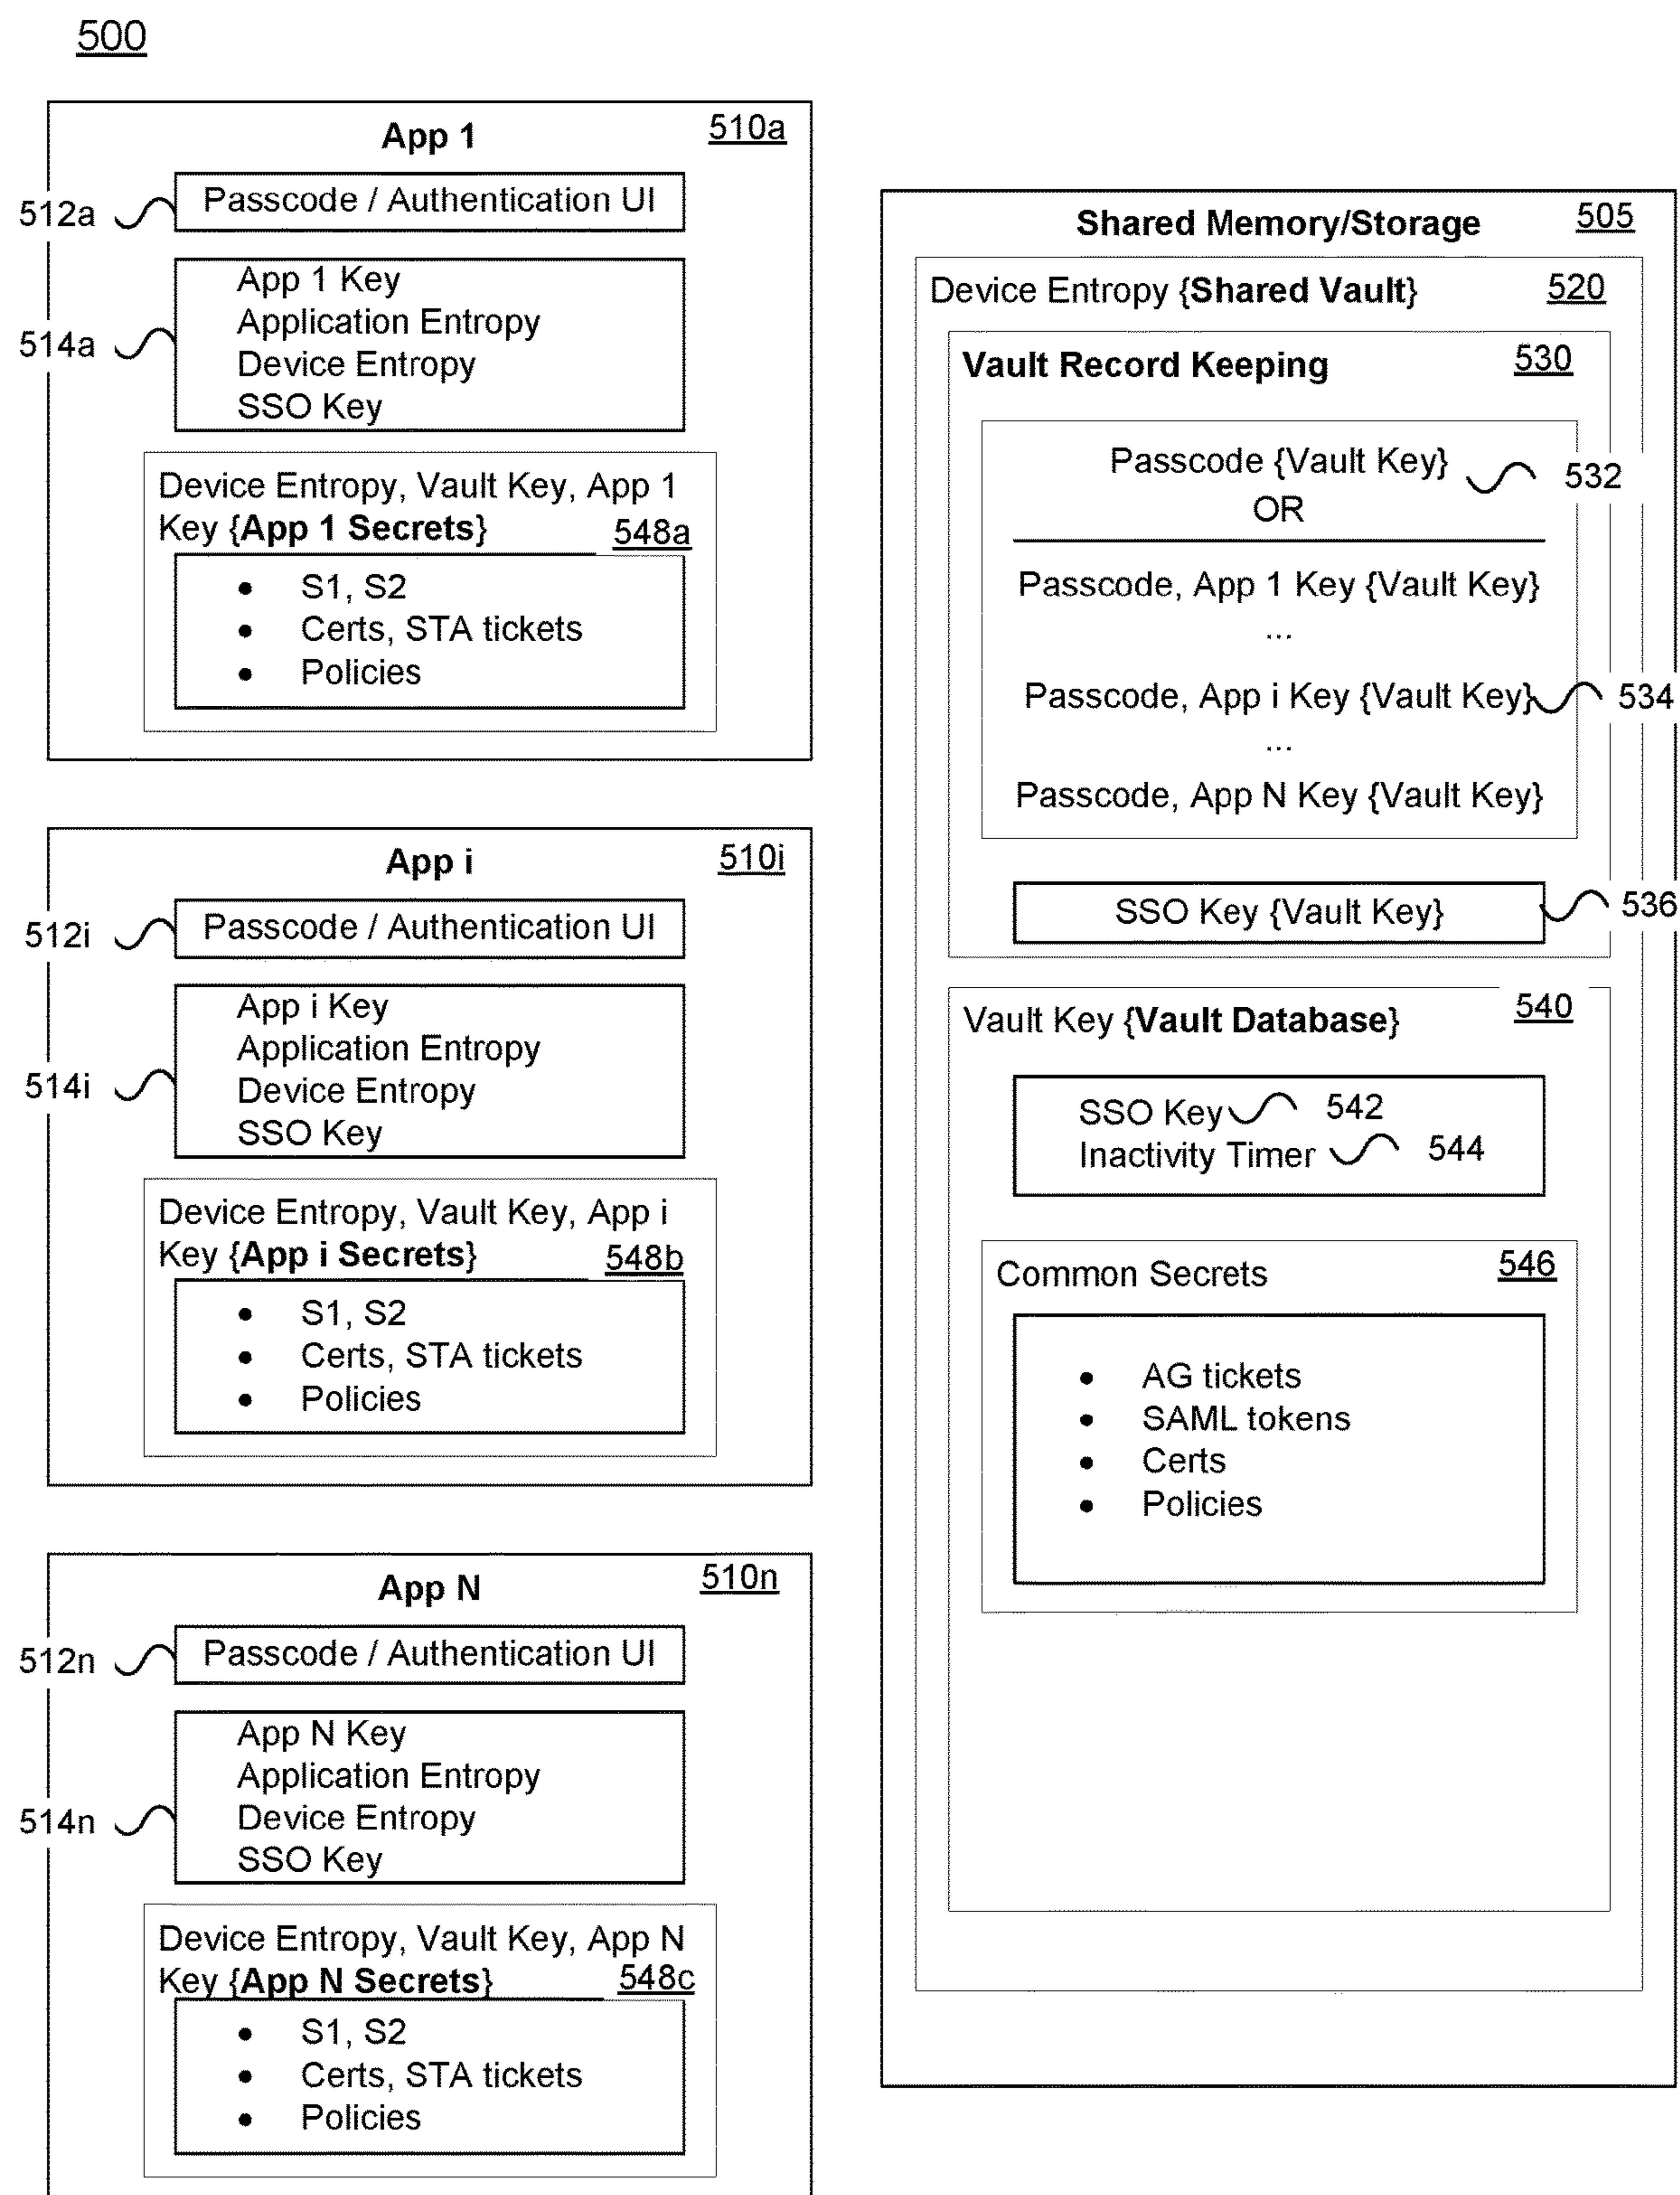 500
App 1
510a
512a
Passcode / Authentication UI
514a
App 1 Key
Application Entropy
Device Entropy
SSO Key
Device Entropy, Vault Key, App 1
Key {App 1 Secrets}
548a
• S1, S2
• Certs, STA tickets
• Policies
App i
510i
512i
Passcode / Authentication UI
514i
App i Key
Application Entropy
Device Entropy
SSO Key
Device Entropy, Vault Key, App i
Key {App i Secrets}
548b
• S1, S2
• Certs, STA tickets
• Policies
App N
510n
512n
Passcode / Authentication UI
514n
App N Key
Application Entropy
Device Entropy
SSO Key
Device Entropy, Vault Key, App N
Key {App N Secrets}
548c
• S1, S2
• Certs, STA tickets
• Policies
Shared Memory/Storage
505
Device Entropy {Shared Vault}
520
Vault Record Keeping
530
Passcode {Vault Key}
532
OR
Passcode, App 1 Key {Vault Key}
...
Passcode, App i Key {Vault Key}
534
...
Passcode, App N Key {Vault Key}
SSO Key {Vault Key}
536
Vault Key {Vault Database}
540
SSO Key
542
Inactivity Timer
544
Common Secrets
546
• AG tickets
• SAML tokens
• Certs
• Policies